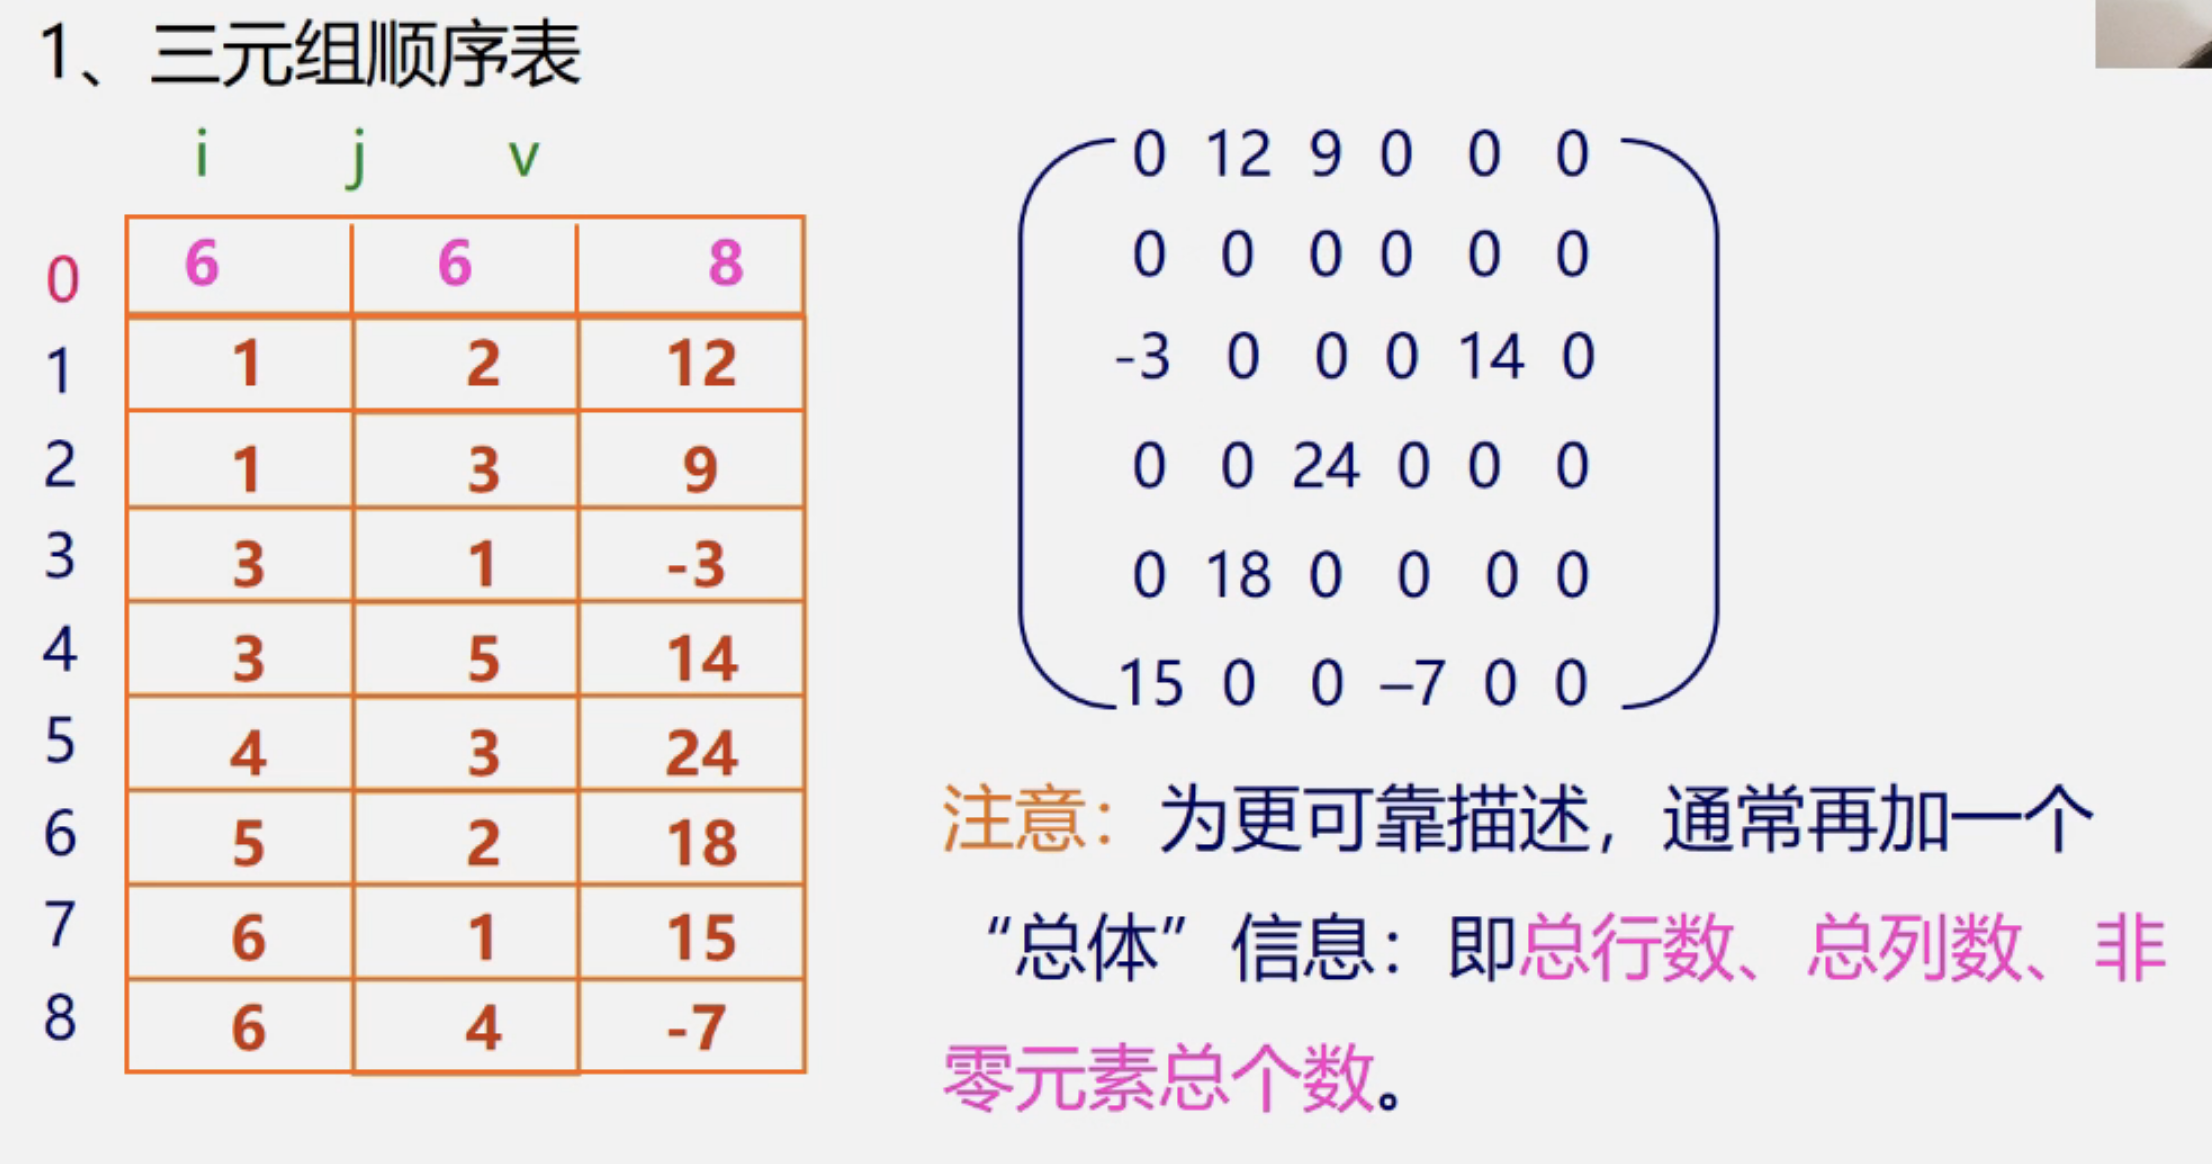 1、三元组顺序表
i j v
0 6 6 8
1 1 2 12
2 1 3 9
3 3 1 -3
4 3 5 14
5 4 3 24
6 5 2 18
7 6 1 15
8 6 4 -7
0 12 9 0 0 0
0 0 0 0 0 0
-3 0 0 0 14 0
0 0 24 0 0 0
0 18 0 0 0 0
15 0 0 –7 0 0
注意：为更可靠描述，通常再加一个
“总体”信息：即总行数、总列数、非
零元素总个数。